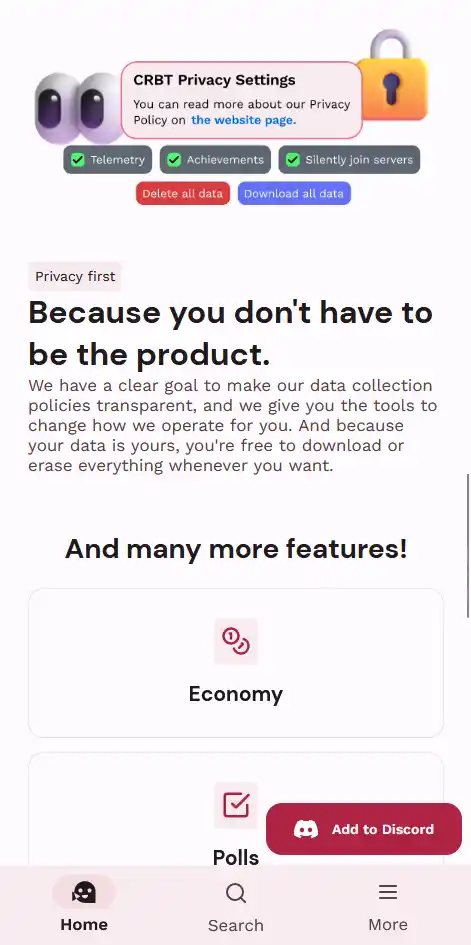 CRBT Privacy Settings
You can read more about our Privacy
Policy on the website page.
Telemetry
Achievements
Silently join servers
Delete all data
Download all data
Privacy first
Because you don't have to
be the product.
We have a clear goal to make our data collection
policies transparent, and we give you the tools to
change how we operate for you. And because
your data is yours, you're free to download or
erase everything whenever you want.
And many more features!
Economy
Polls
Add to Discord
Home
Search
More